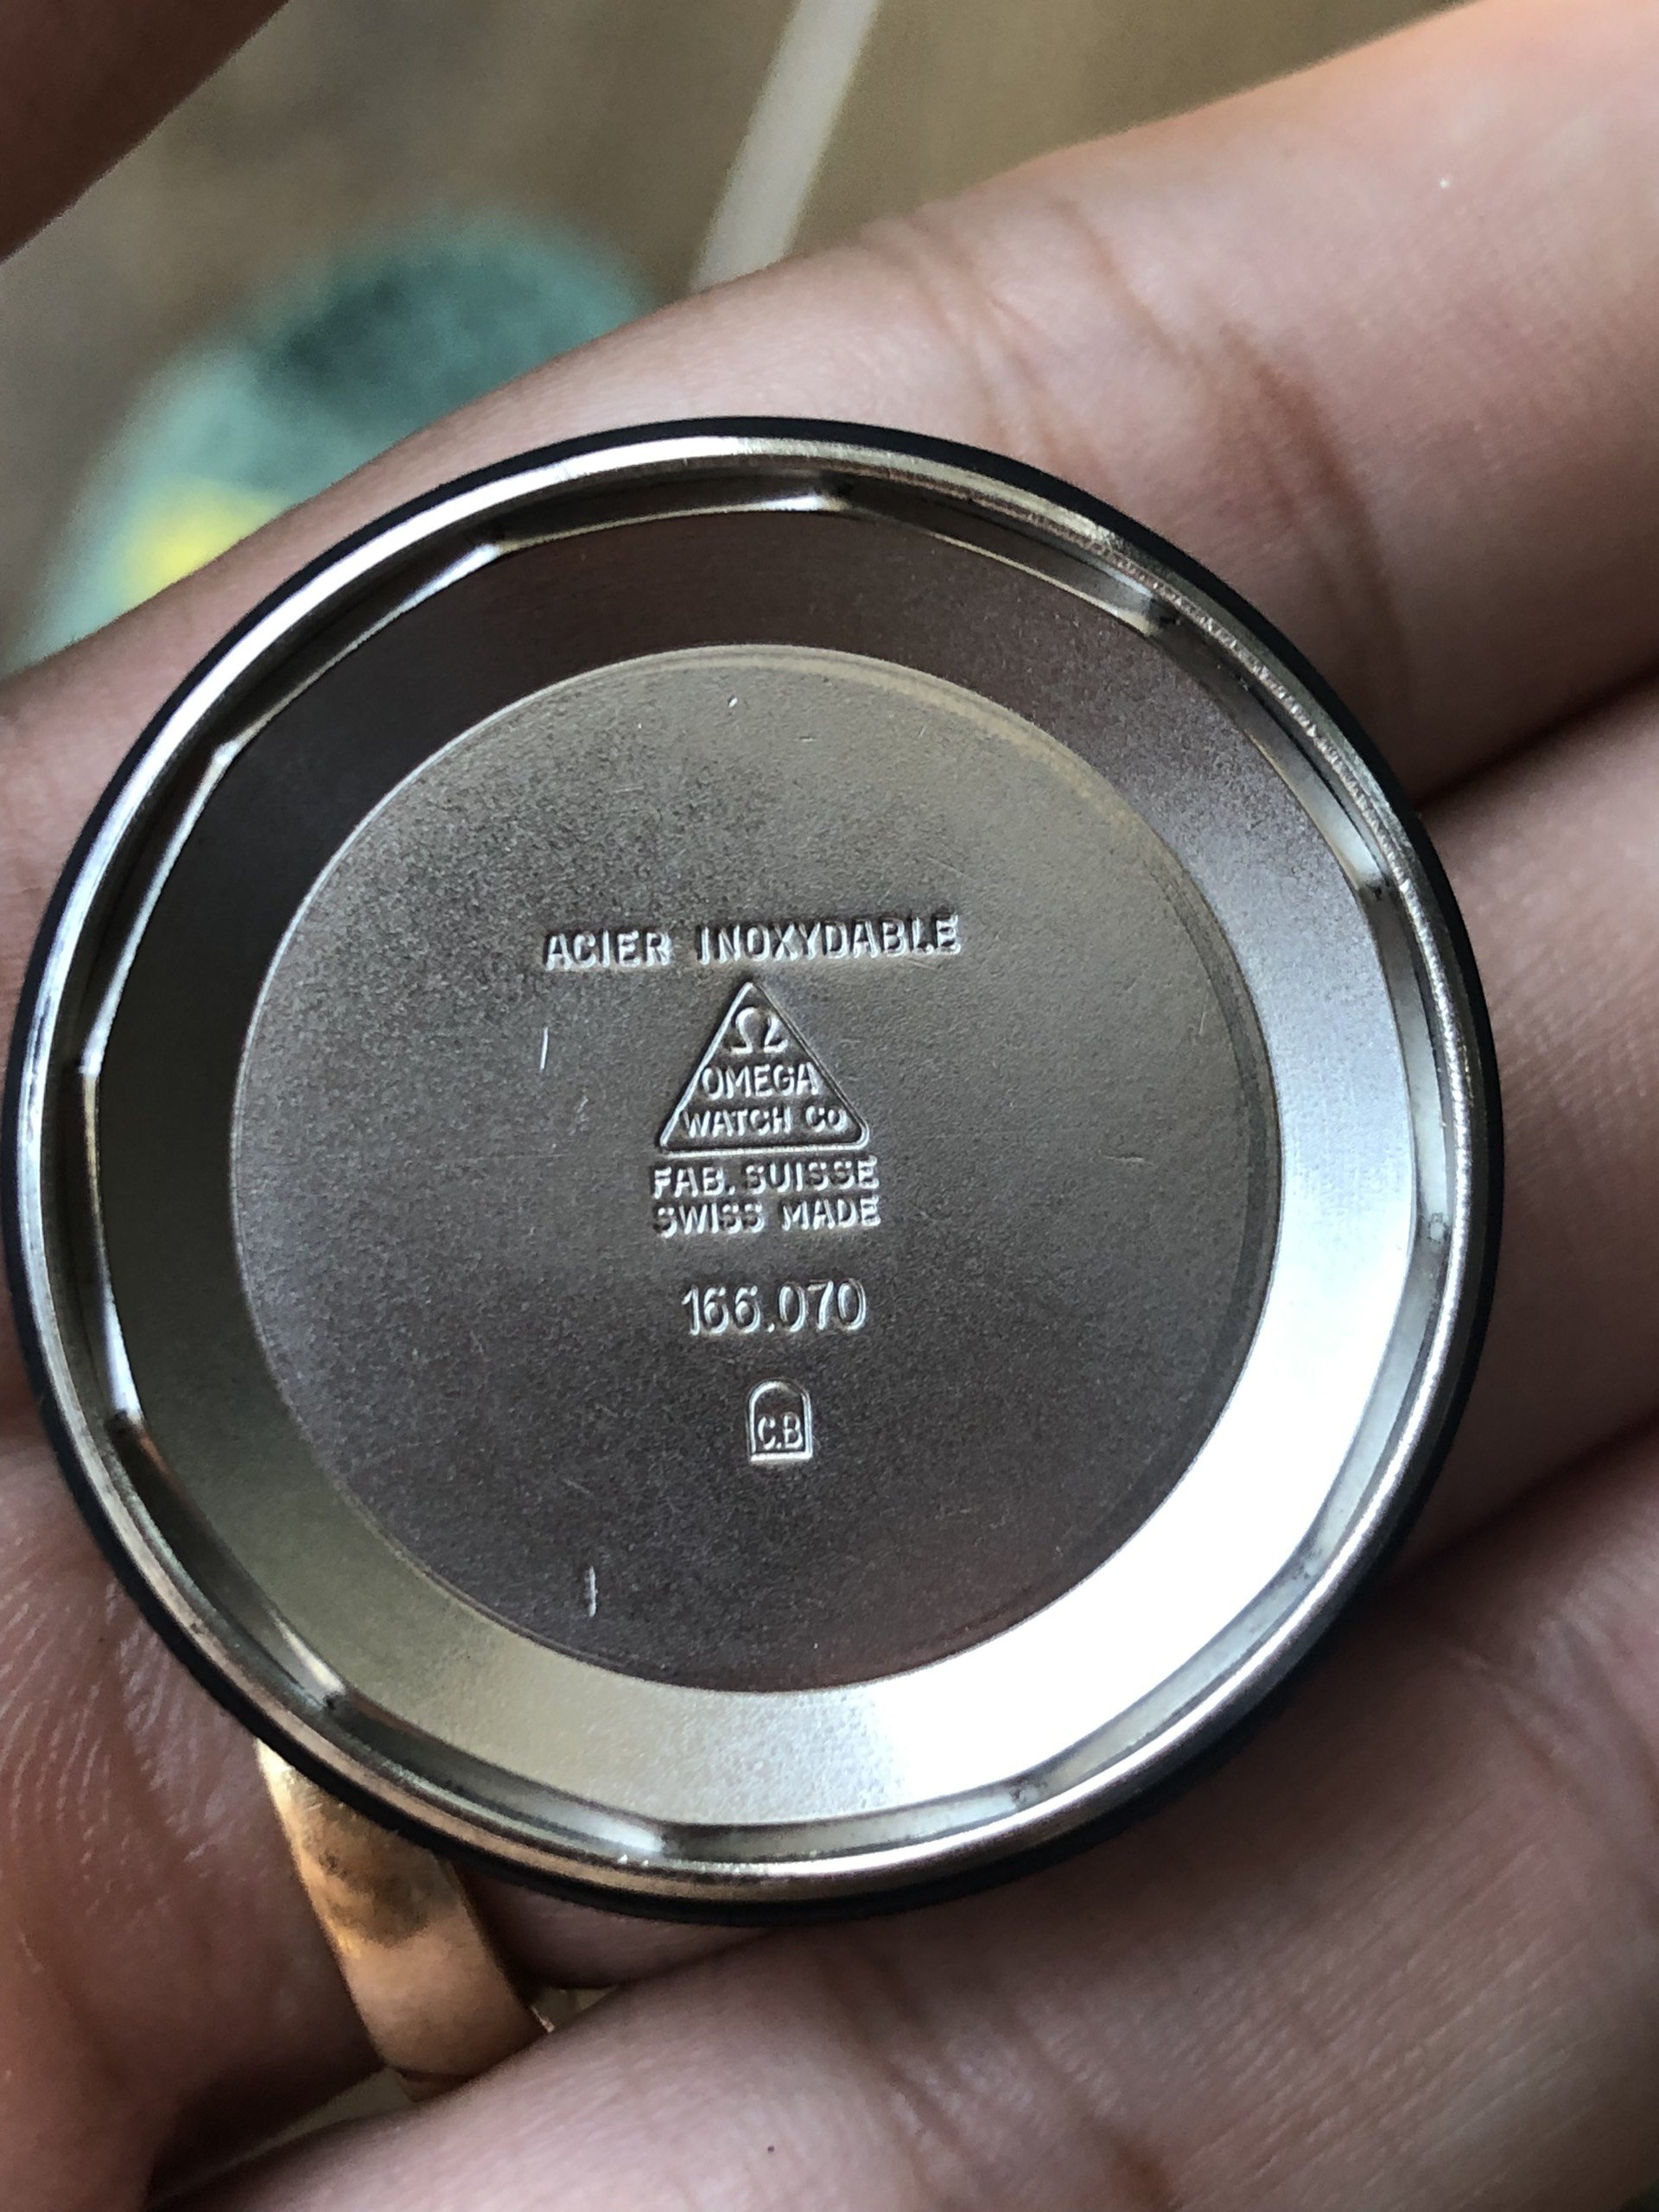 ACIER INOXYDABLE
Ω
OMEGA
WATCH Co
FAB. SUISSE
SWISS MADE
166.070
C.B